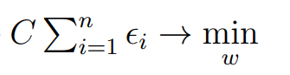 C ∑_{i=1}^{n} ϵ_i → min_w